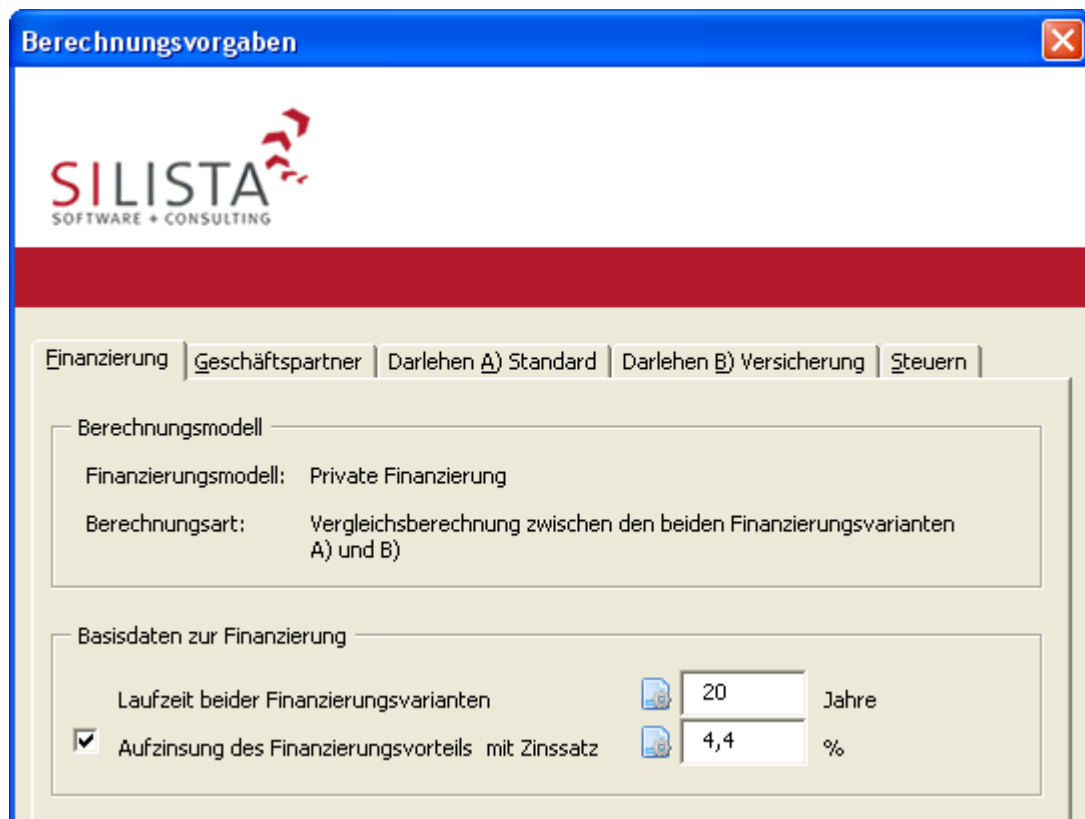 Berechnungsvorgaben
SILISTA
SOFTWARE + CONSULTING
Finanzierung Geschäftspartner Darlehen A) Standard Darlehen B) Versicherung Steuern
Berechnungsmodell
Finanzierungsmodell: Private Finanzierung
Berechnungsart: Vergleichsberechnung zwischen den beiden Finanzierungsvarianten
A) und B)
Basisdaten zur Finanzierung
Laufzeit beider Finanzierungsvarianten 20 Jahre
Aufzinsung des Finanzierungsvorteils mit Zinssatz 4,4 %